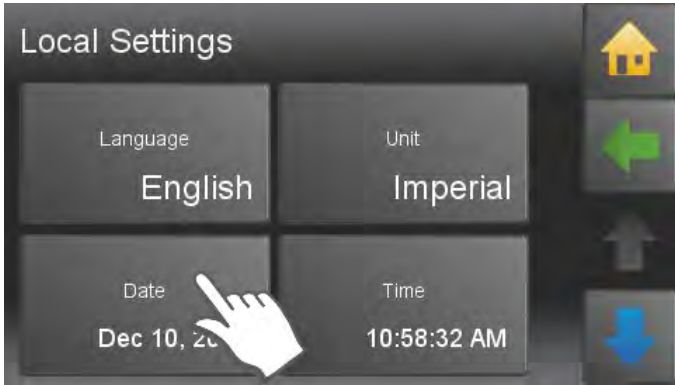 Local Settings
Language
English
Unit
Imperial
Date
Dec 10,
Time
10:58:32 AM